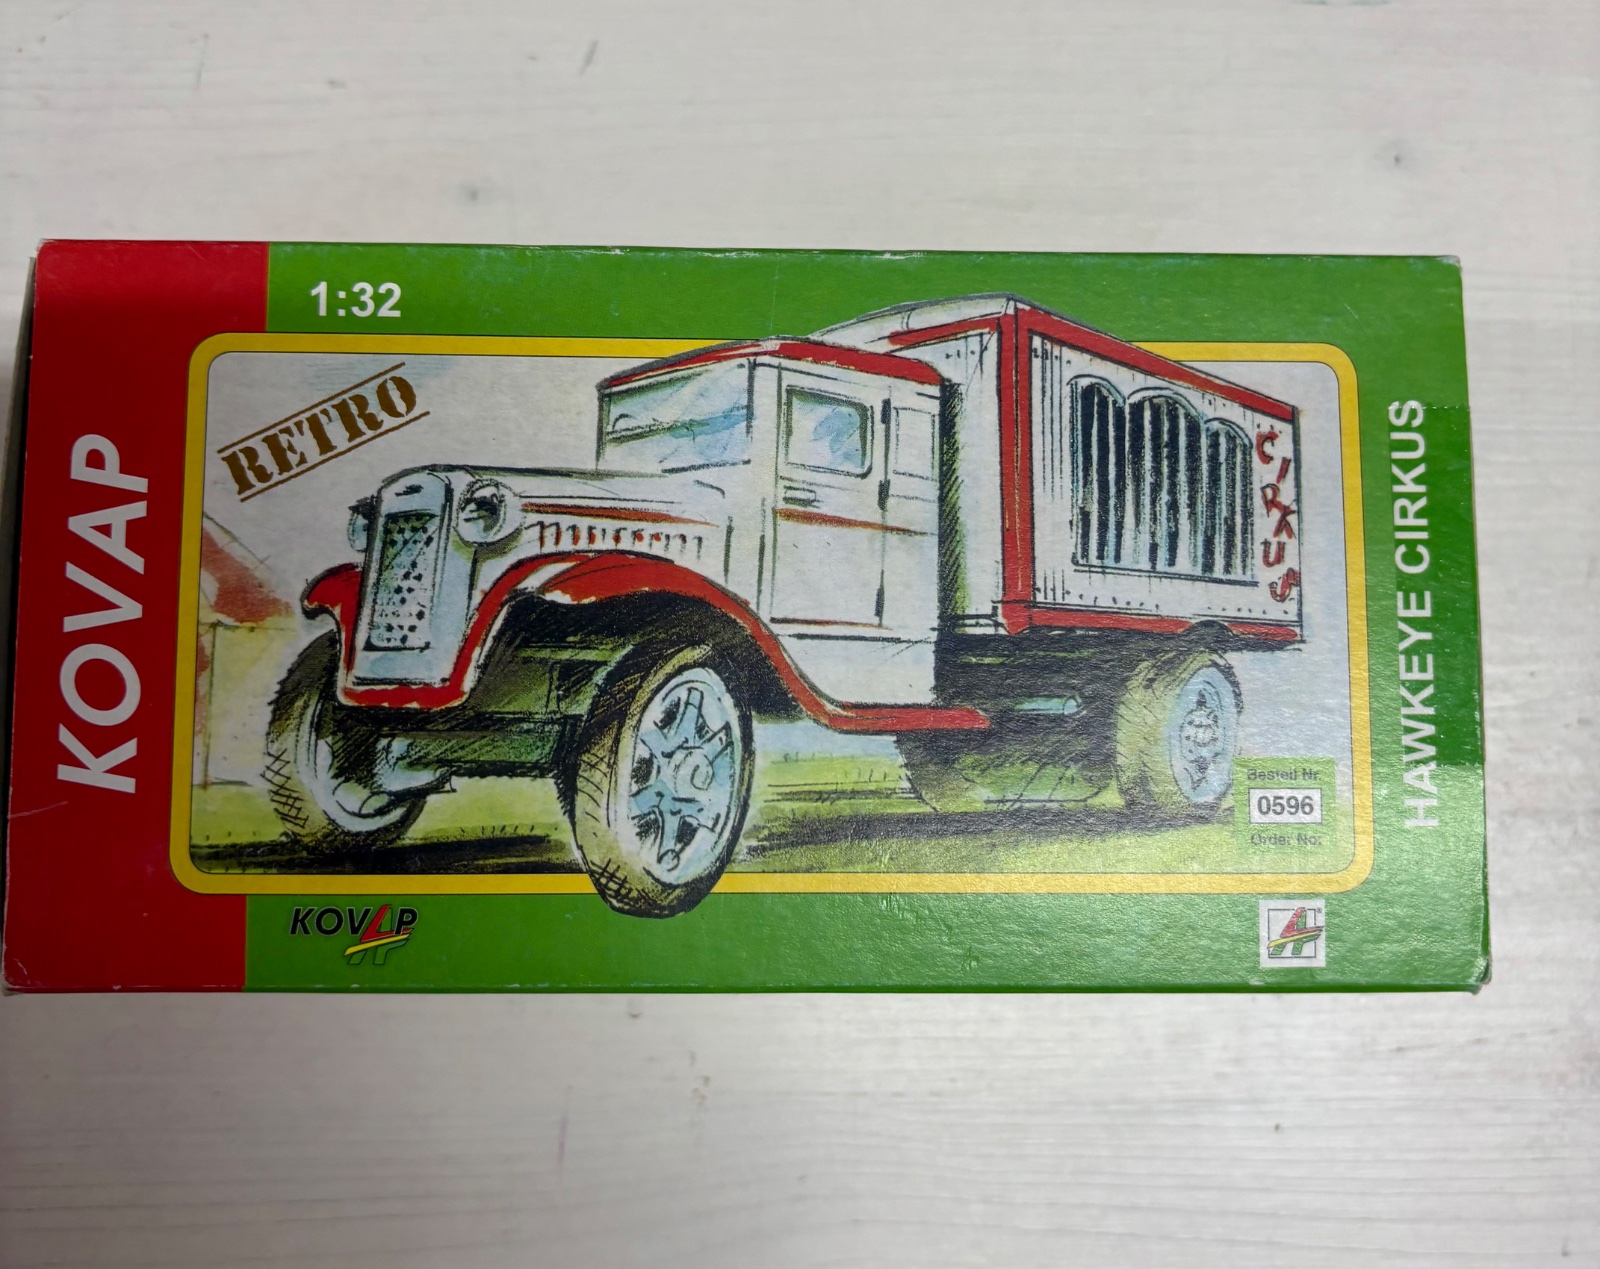 KOVAP
1:32
RETRO
CIRKUS
HAWKEYE CIRKUS
Bestell Nr.
0596
Order No.
KOVAP